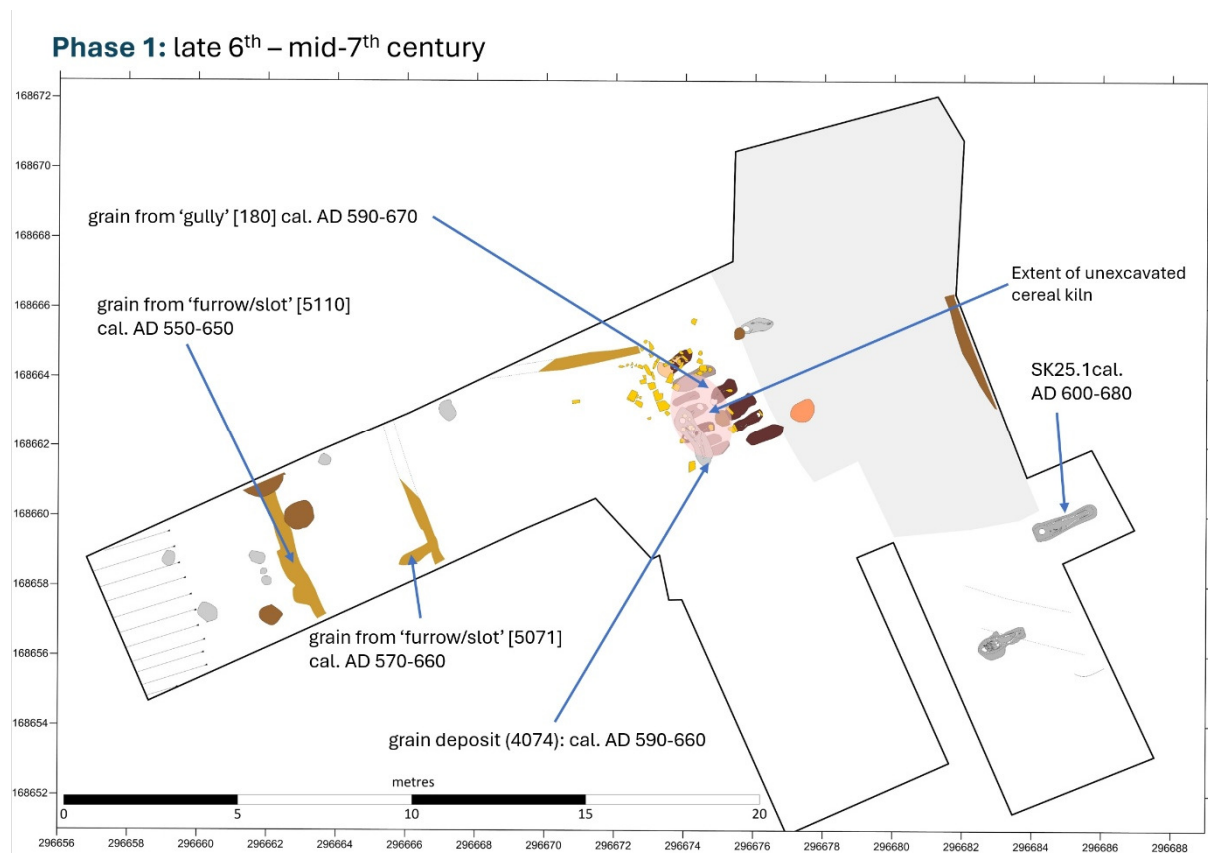 Phase 1: late 6th – mid-7th century
168672
168670
168668
168666
168664
168662
168660
168658
168656
168654
168652
grain from ‘gully’ [180] cal. AD 590-670
grain from ‘furrow/slot’ [5110]
cal. AD 550-650
Extent of unexcavated
cereal kiln
SK25.1cal.
AD 600-680
grain from ‘furrow/slot’ [5071]
cal. AD 570-660
grain deposit (4074): cal. AD 590-660
metres
0 5 10 15 20
296656 296658 296660 296662 296664 296666 296668 296670 296672 296674 296676 296678 296680 296682 296684 296686 296688